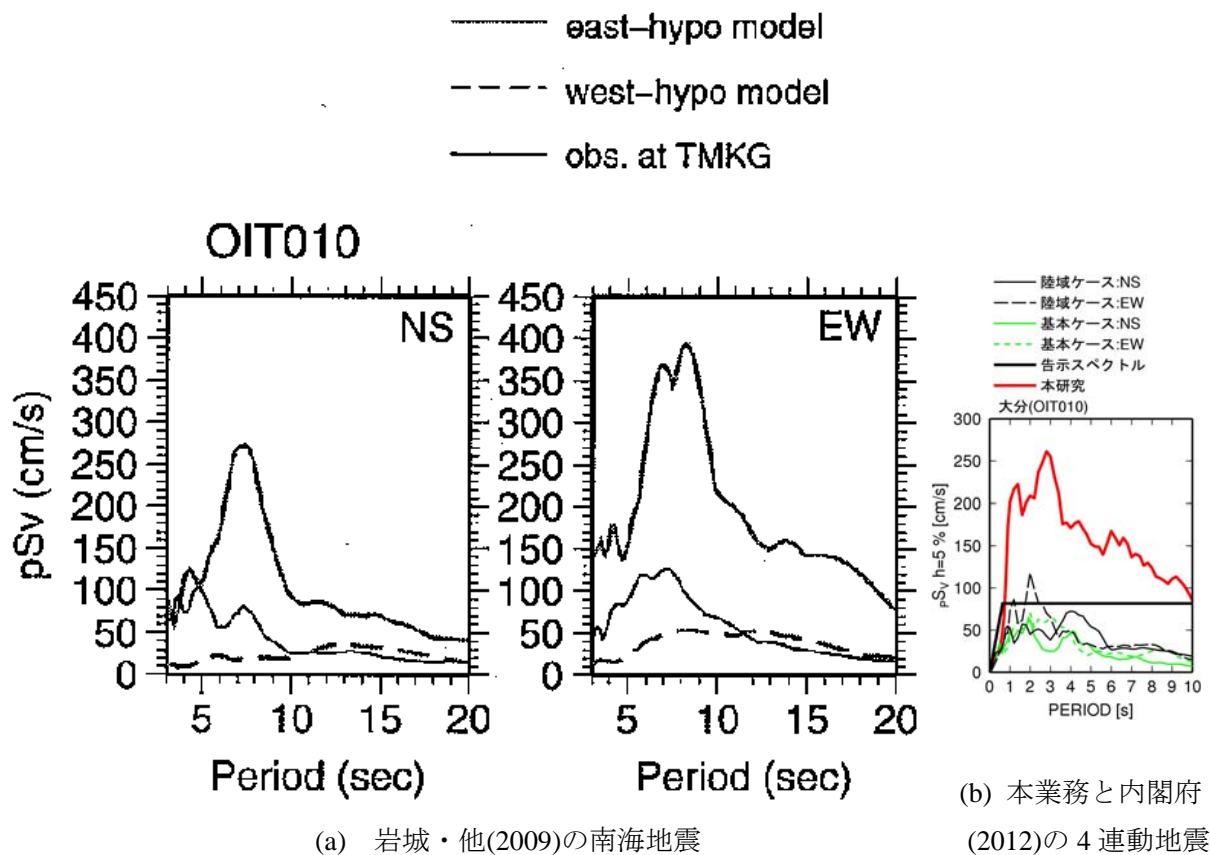 east-hypo model
west-hypo model
obs. at TMKG
OIT010
450
400
350
300
250
200
150
100
50
0
NS
5 10 15 20
Period (sec)
pSv (cm/s)
450
400
350
300
250
200
150
100
50
0
EW
5 10 15 20
Period (sec)
陸域ケース:NS
陸域ケース:EW
基本ケース:NS
基本ケース:EW
告示スペクトル
本研究
大分(OIT010)
300
250
200
150
100
50
0
pSv h=5 % [cm/s]
0 1 2 3 4 5 6 7 8 9 10
PERIOD [s]
(a) 岩城・他(2009)の南海地震
(b) 本業務と内閣府
(2012)の 4 連動地震